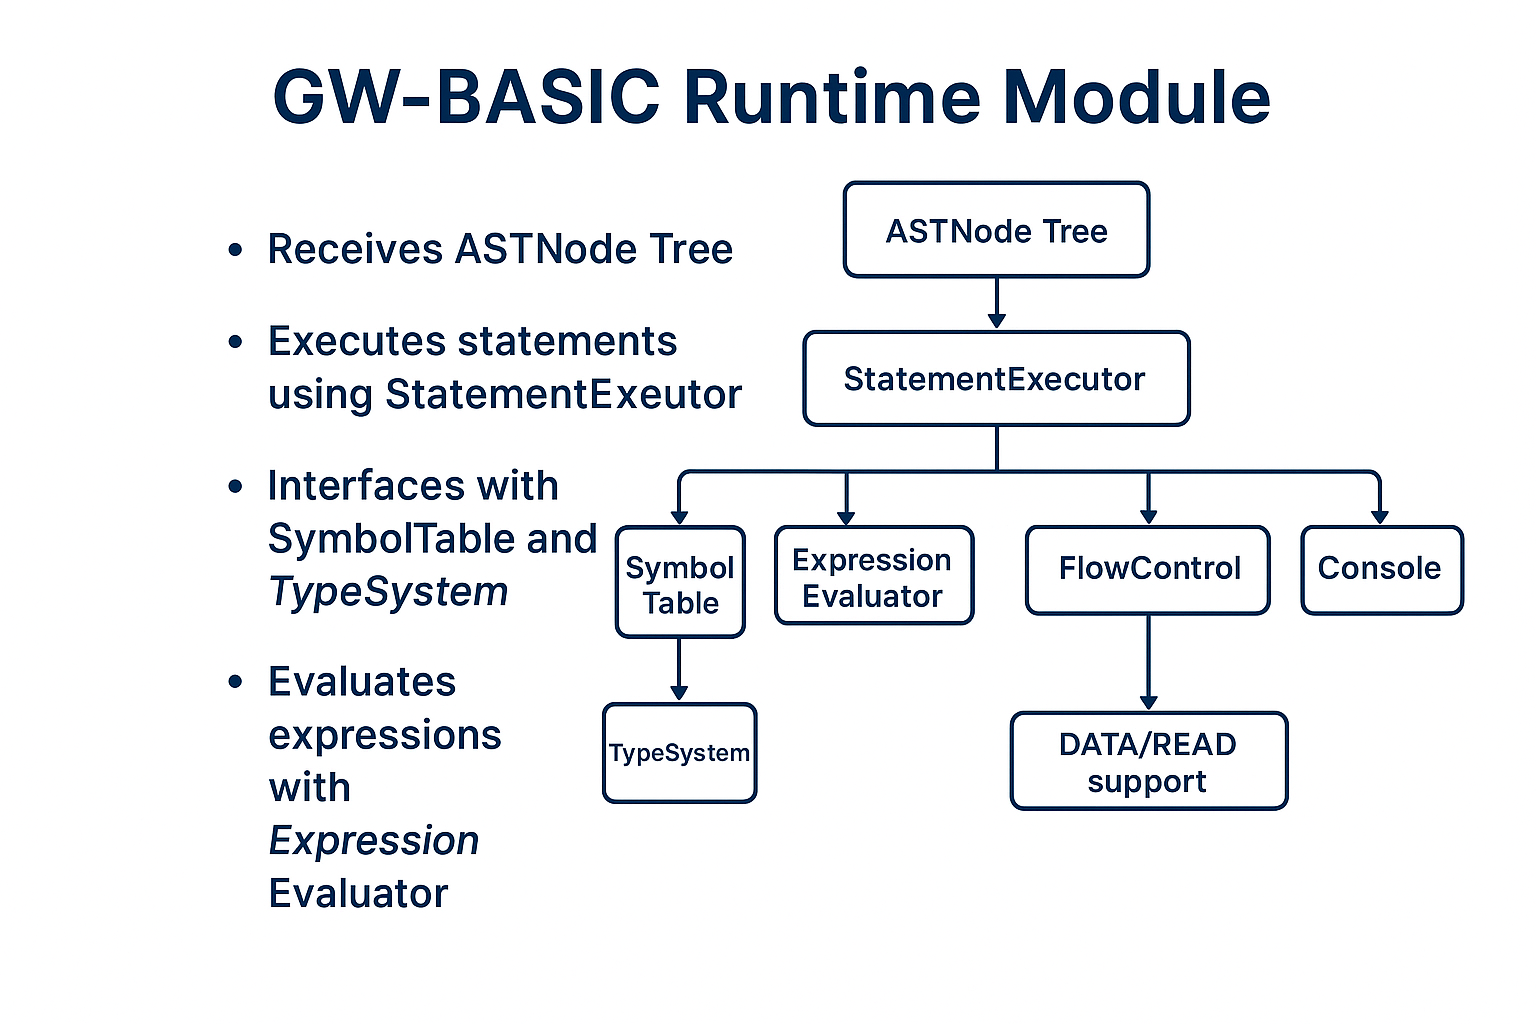 GW-BASIC Runtime Module
• Receives ASTNode Tree
• Executes statements
using StatementExeutor
• Interfaces with
SymbolTable and
TypeSystem
• Evaluates
expressions
with
Expression
Evaluator
ASTNode Tree
StatementExecutor
Symbol
Table
Expression
Evaluator
FlowControl
Console
TypeSystem
DATA/READ
support